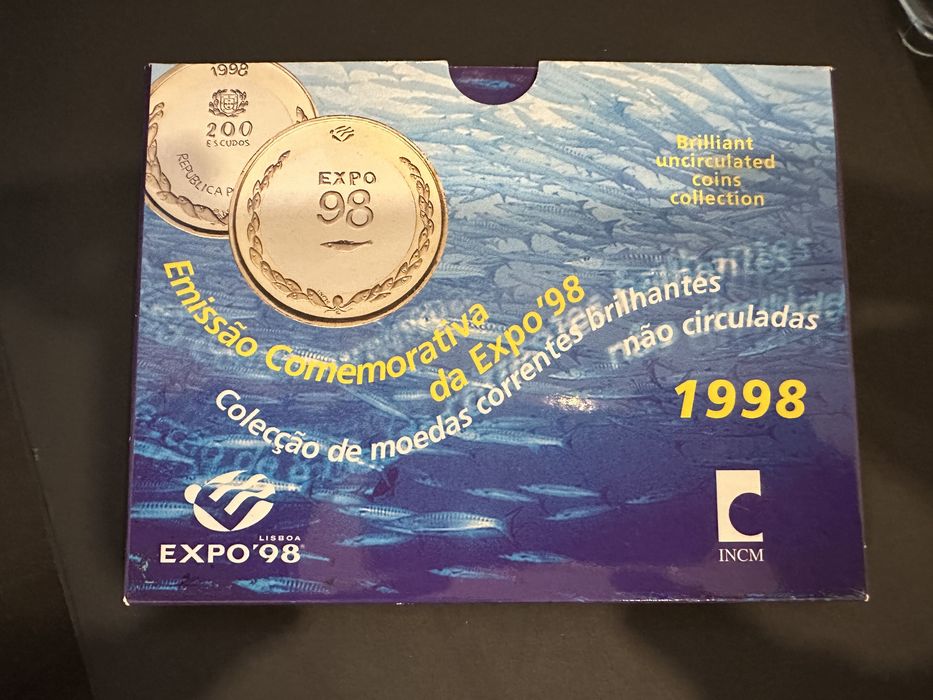 1998
200
ESCUDOS
REPUBLICA P
EXPO
98
Brilliant
uncirculated
coins
collection
Emissão Comemorativa
da Expo'98
Colecção de moedas correntes brilhantes
não circuladas
1998
LISBOA
EXPO'98
INCM